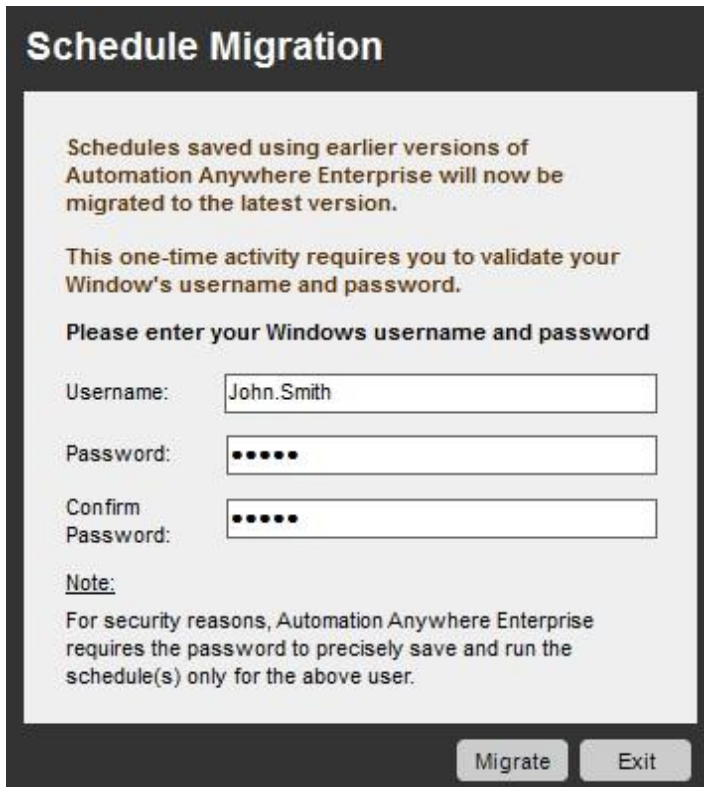 Schedule Migration
Schedules saved using earlier versions of
Automation Anywhere Enterprise will now be
migrated to the latest version.
This one-time activity requires you to validate your
Window's username and password.
Please enter your Windows username and password
Username: John.Smith
Password: •••••
Confirm
Password: •••••
Note:
For security reasons, Automation Anywhere Enterprise
requires the password to precisely save and run the
schedule(s) only for the above user.
Migrate Exit